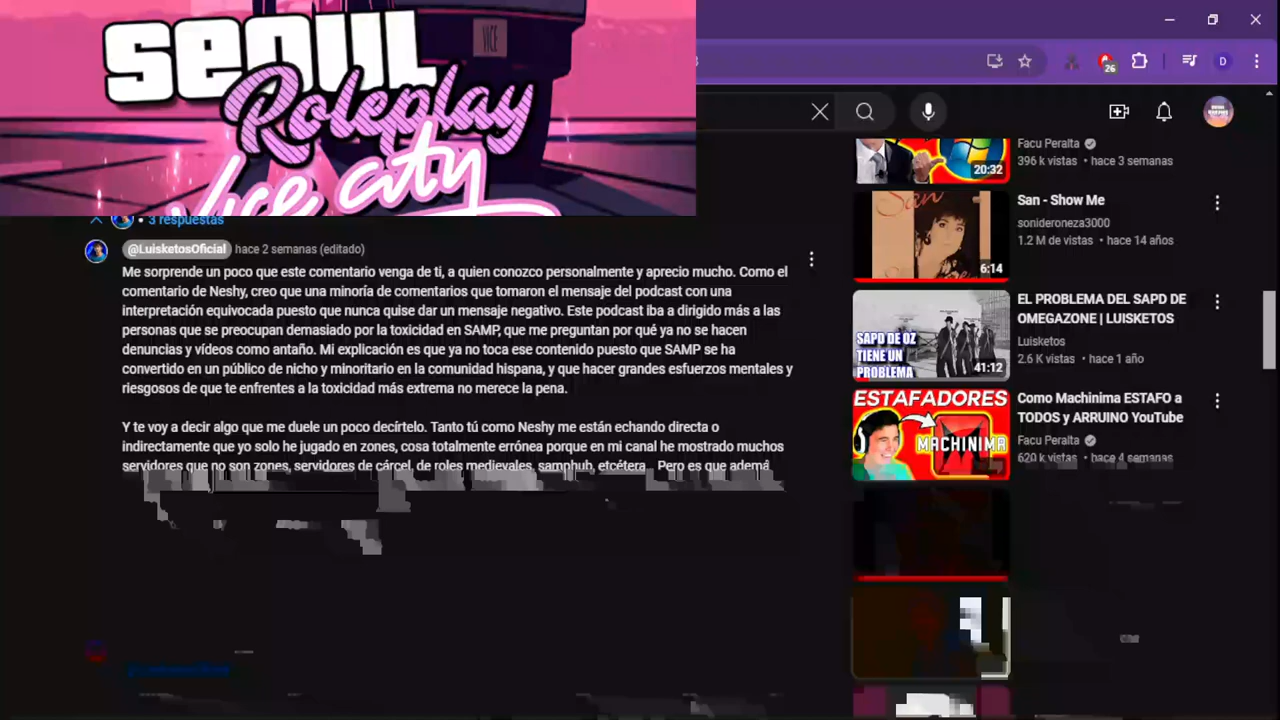 SEOUL
Roleplay
Vice City
VICE
26
D
3 respuestas
@LuisketosOficial hace 2 semanas (editado)
Me sorprende un poco que este comentario venga de ti, a quien conozco personalmente y aprecio mucho. Como el
comentario de Neshy, creo que una minoría de comentarios que tomaron el mensaje del podcast con una
interpretación equivocada puesto que nunca quise dar un mensaje negativo. Este podcast iba a dirigido más a las
personas que se preocupan demasiado por la toxicidad en SAMP, que me preguntan por qué ya no se hacen
denuncias y vídeos como antaño. Mi explicación es que ya no toca ese contenido puesto que SAMP se ha
convertido en un público de nicho y minoritario en la comunidad hispana, y que hacer grandes esfuerzos mentales y
riesgosos de que te enfrentes a la toxicidad más extrema no merece la pena.
Y te voy a decir algo que me duele un poco decírtelo. Tanto tú como Neshy me están echando directa o
indirectamente que yo solo he jugado en zones, cosa totalmente errónea porque en mi canal he mostrado muchos
servidores que no son zones, servidores de cárcel, de roles medievales, samphub, etcétera Pero es que ademá
Facu Peralta
396 k vistas • hace 3 semanas
20:32
San
San - Show Me
sonideroneza3000
1.2 M de vistas • hace 14 años
6:14
EL PROBLEMA DEL SAPD DE
OMEGAZONE | LUISKETOS
Luisketos
2.6 K vistas • hace 1 año
SAPD DE OZ
TIENE UN
PROBLEMA
41:12
ESTAFADORES
MACHINIMA
Como Machinima ESTAFO a
TODOS y ARRUINO YouTube
Facu Peralta
620 k vistas • hace 4 semanas